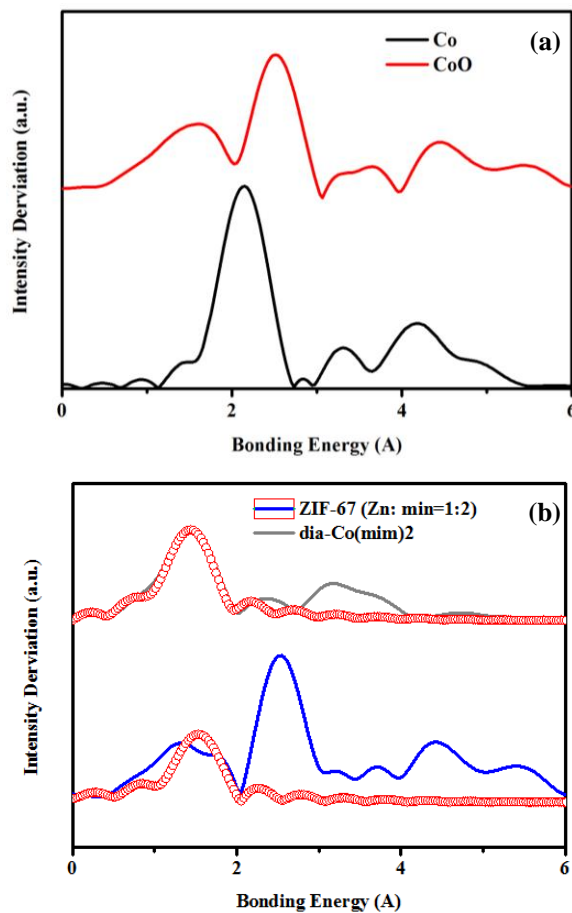 (a)
Co
CoO
Intensity Derviation (a.u.)
0
2
4
6
Bonding Energy (A)
(b)
ZIF-67 (Zn: min=1:2)
dia-Co(mim)2
Intensity Derviation (a.u.)
0
2
4
6
Bonding Energy (A)